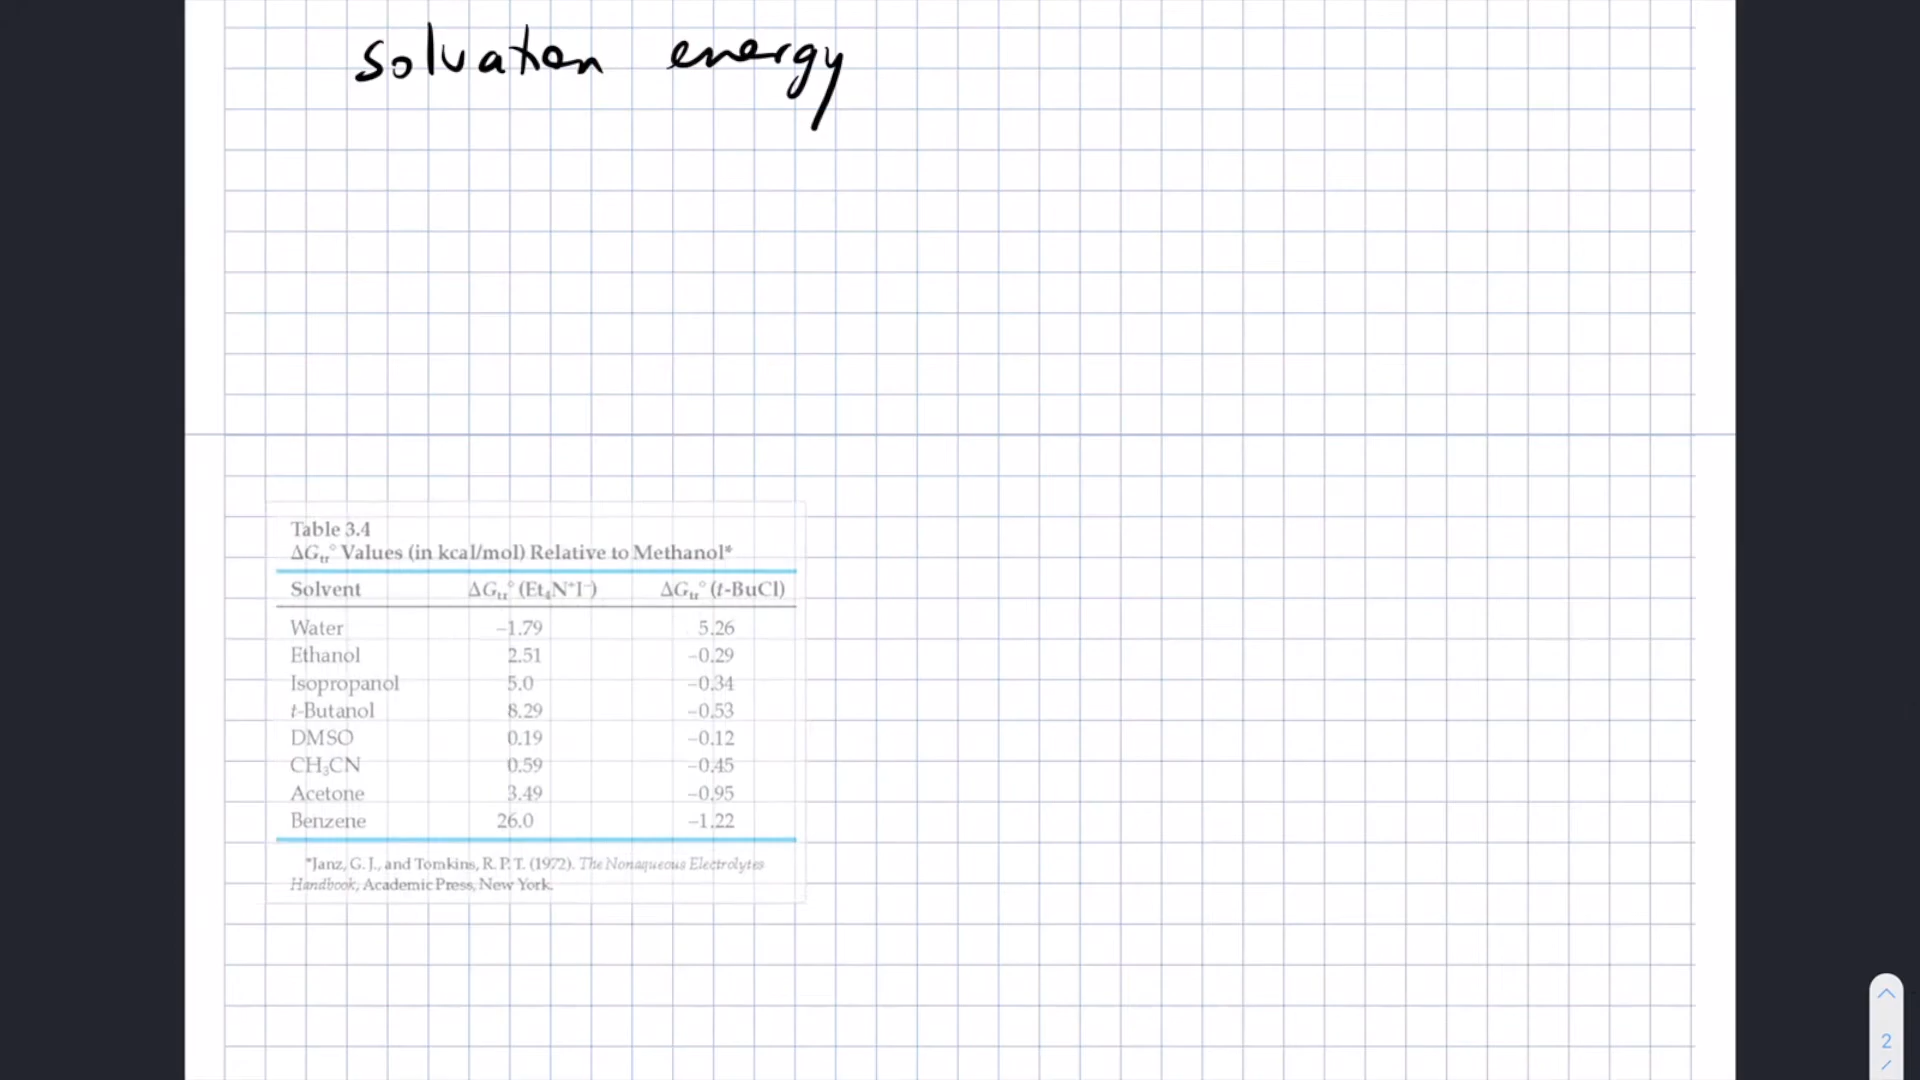 solvation energy
Table 3.4
ΔGtr° Values (in kcal/mol) Relative to Methanol*
Solvent ΔGtr° (Et4N+I−) ΔGtr° (t-BuCl)
Water −1.79 5.26
Ethanol 2.51 −0.29
Isopropanol 5.0 −0.34
t-Butanol 8.29 −0.53
DMSO 0.19 −0.12
CH3CN 0.59 −0.45
Acetone 3.49 −0.95
Benzene 26.0 −1.22
*Janz, G. J., and Tomkins, R. P. T. (1972). The Nonaqueous Electrolytes
Handbook, Academic Press, New York.
2